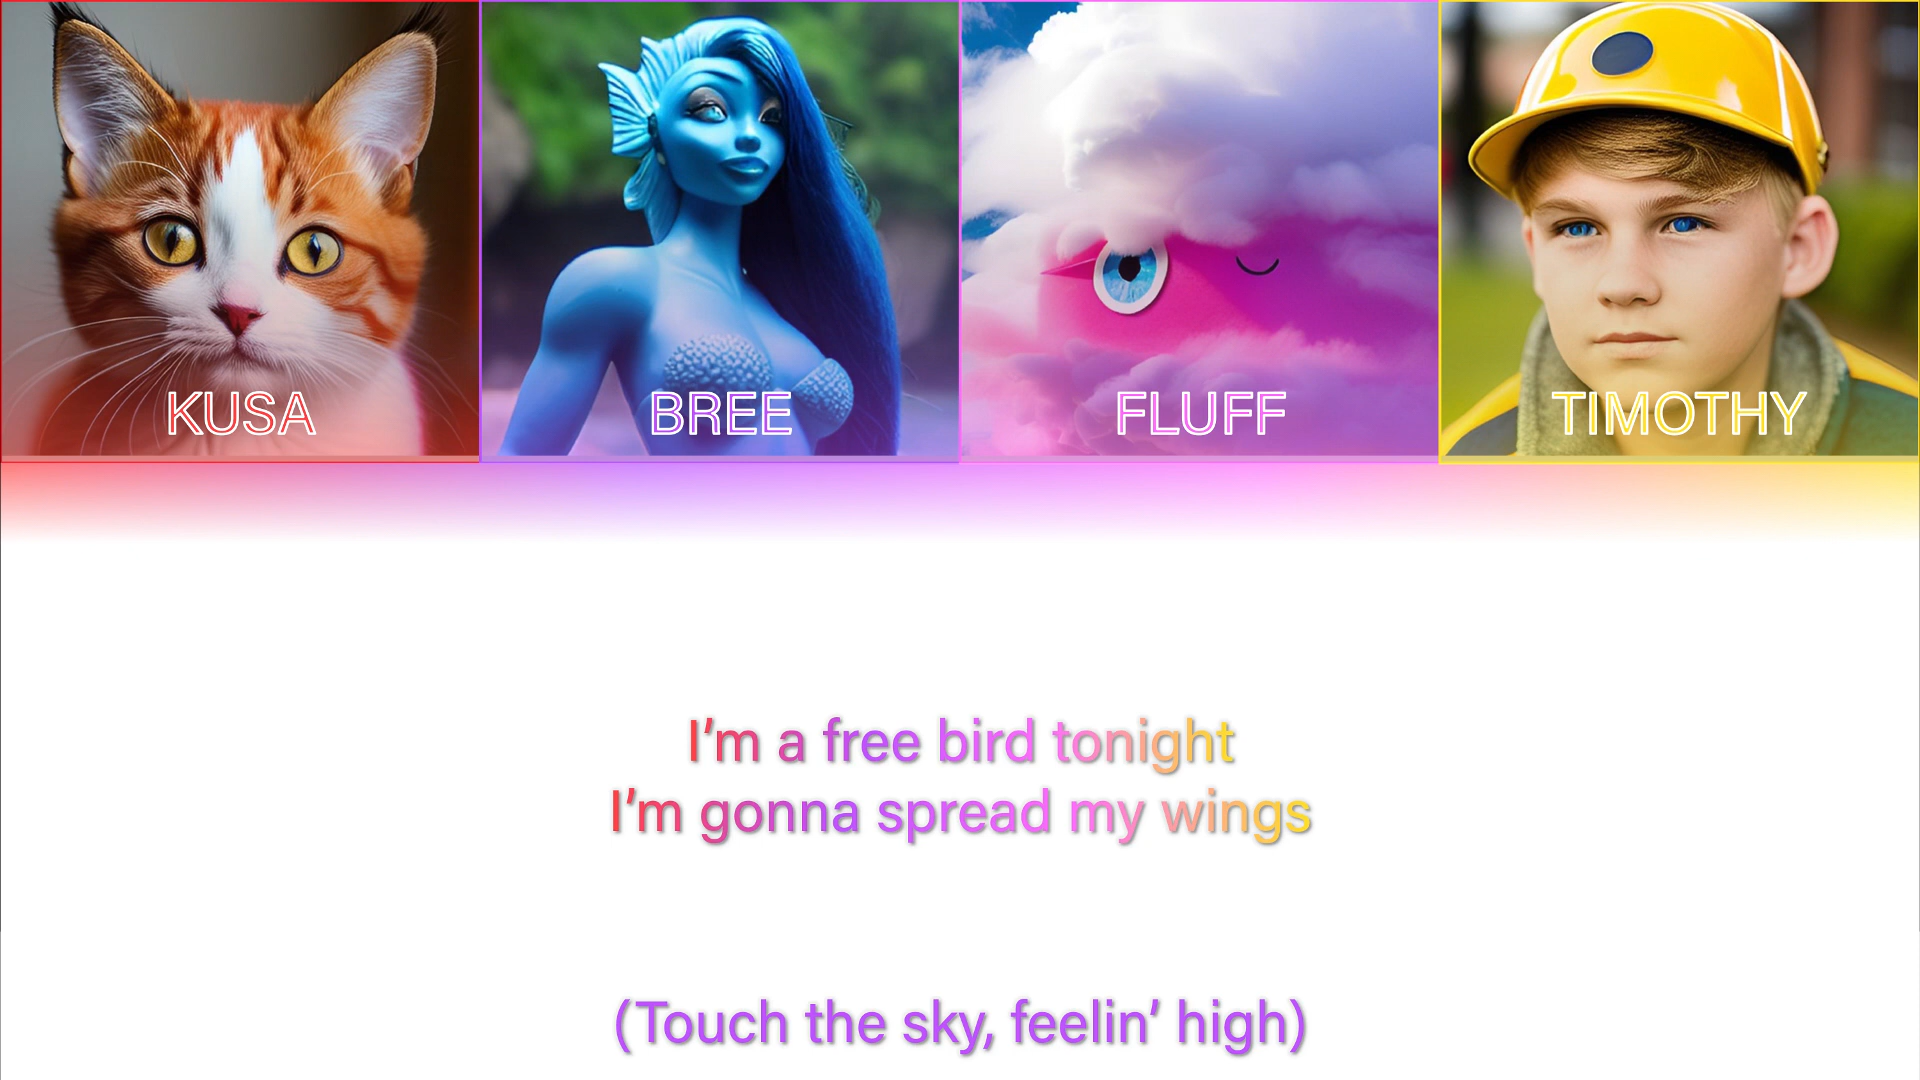 KUSA
BREE
FLUFF
TIMOTHY
I’m a free bird tonight
I’m gonna spread my wings
(Touch the sky, feelin’ high)